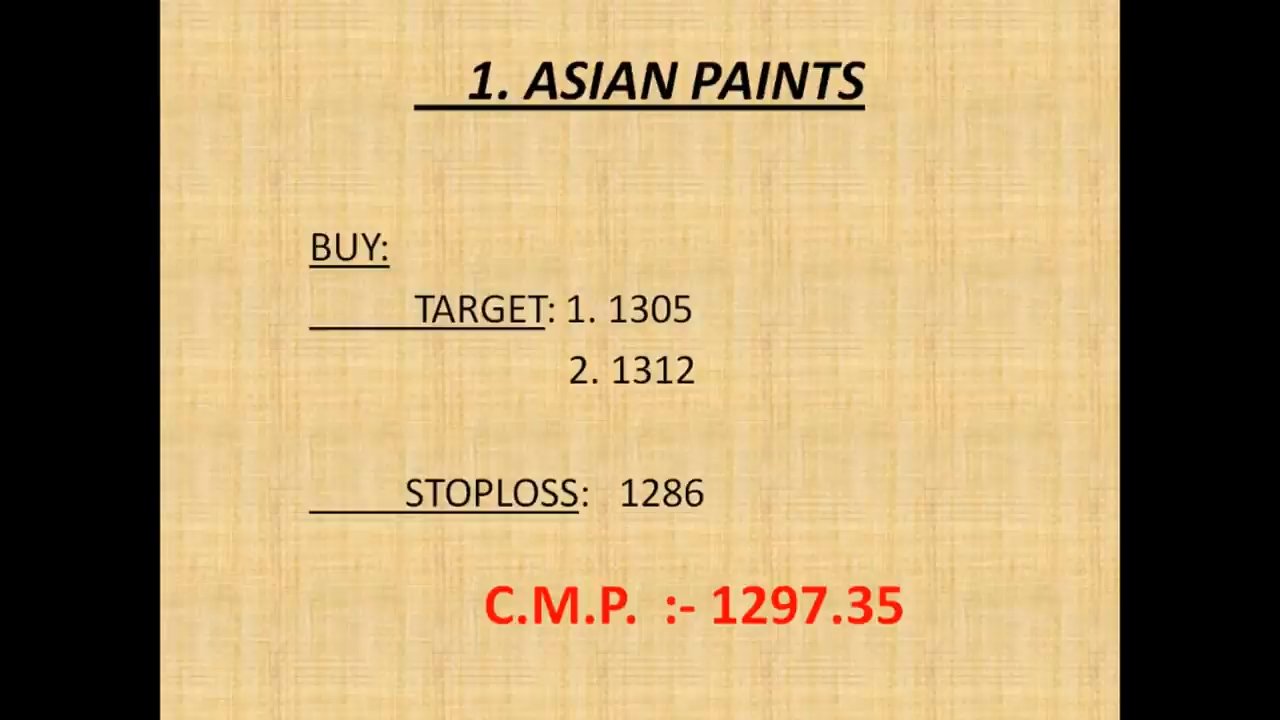 1. ASIAN PAINTS
BUY:
TARGET: 1. 1305
2. 1312
STOPLOSS: 1286
C.M.P. :- 1297.35